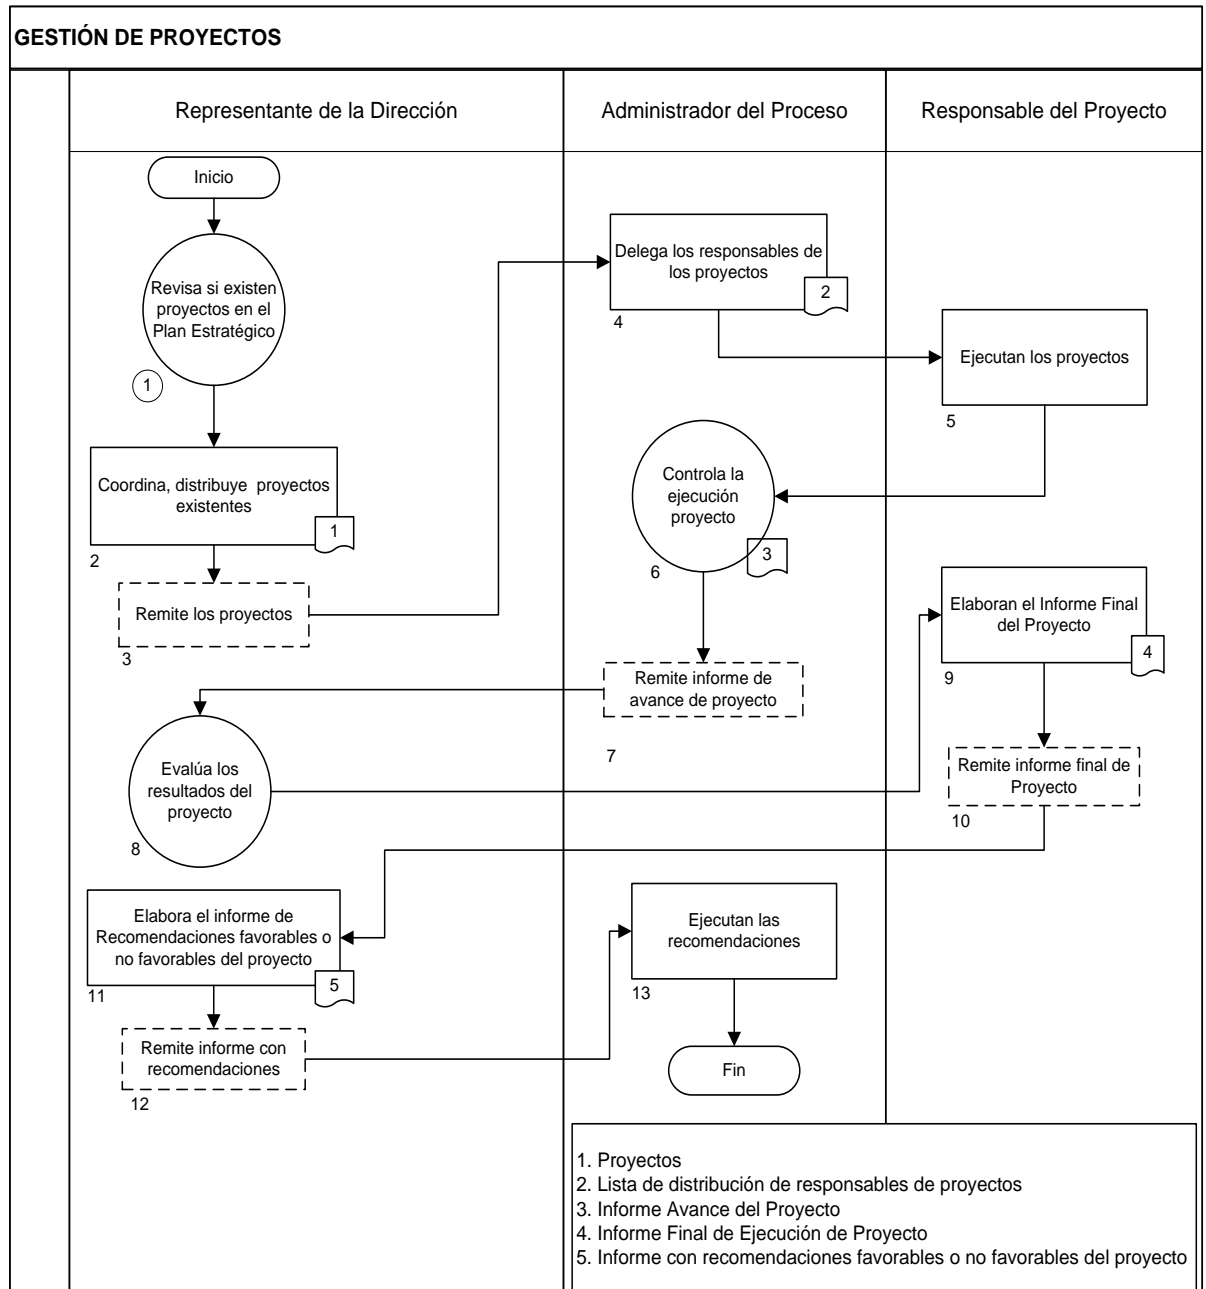 GESTIÓN DE PROYECTOS
Representante de la Dirección
Administrador del Proceso
Responsable del Proyecto
Inicio
Revisa si existen
proyectos en el
Plan Estratégico
1
Coordina, distribuye proyectos
existentes
1
2
Remite los proyectos
3
Delega los responsables de
los proyectos
2
4
Ejecutan los proyectos
5
Controla la
ejecución
proyecto
3
6
Remite informe de
avance de proyecto
7
Evalúa los
resultados del
proyecto
8
Elaboran el Informe Final
del Proyecto
4
9
Remite informe final de
Proyecto
10
Elabora el informe de
Recomendaciones favorables o
no favorables del proyecto
5
11
Remite informe con
recomendaciones
12
Ejecutan las
recomendaciones
13
Fin
1. Proyectos
2. Lista de distribución de responsables de proyectos
3. Informe Avance del Proyecto
4. Informe Final de Ejecución de Proyecto
5. Informe con recomendaciones favorables o no favorables del proyecto